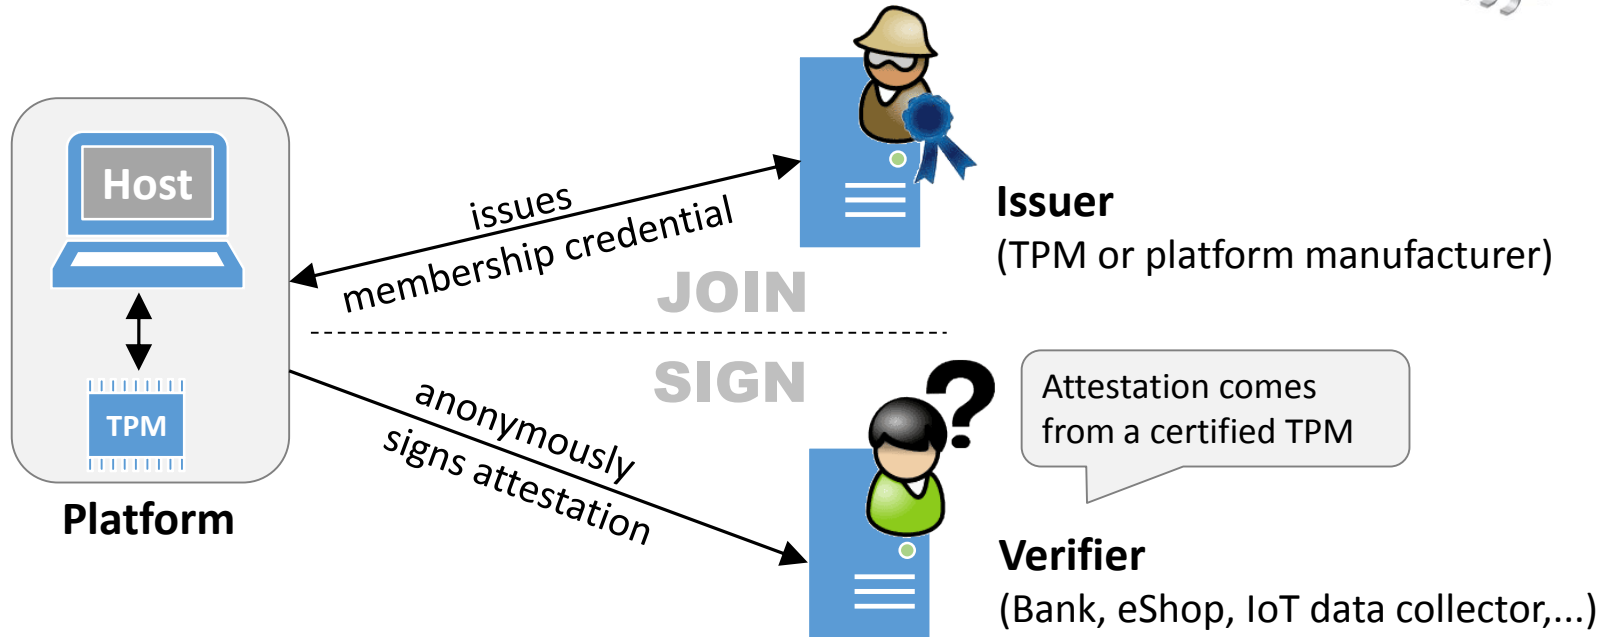 Host
TPM
Platform
issues
membership credential
JOIN
Issuer
(TPM or platform manufacturer)
SIGN
anonymously
signs attestation
Attestation comes
from a certified TPM
?
Verifier
(Bank, eShop, IoT data collector,...)